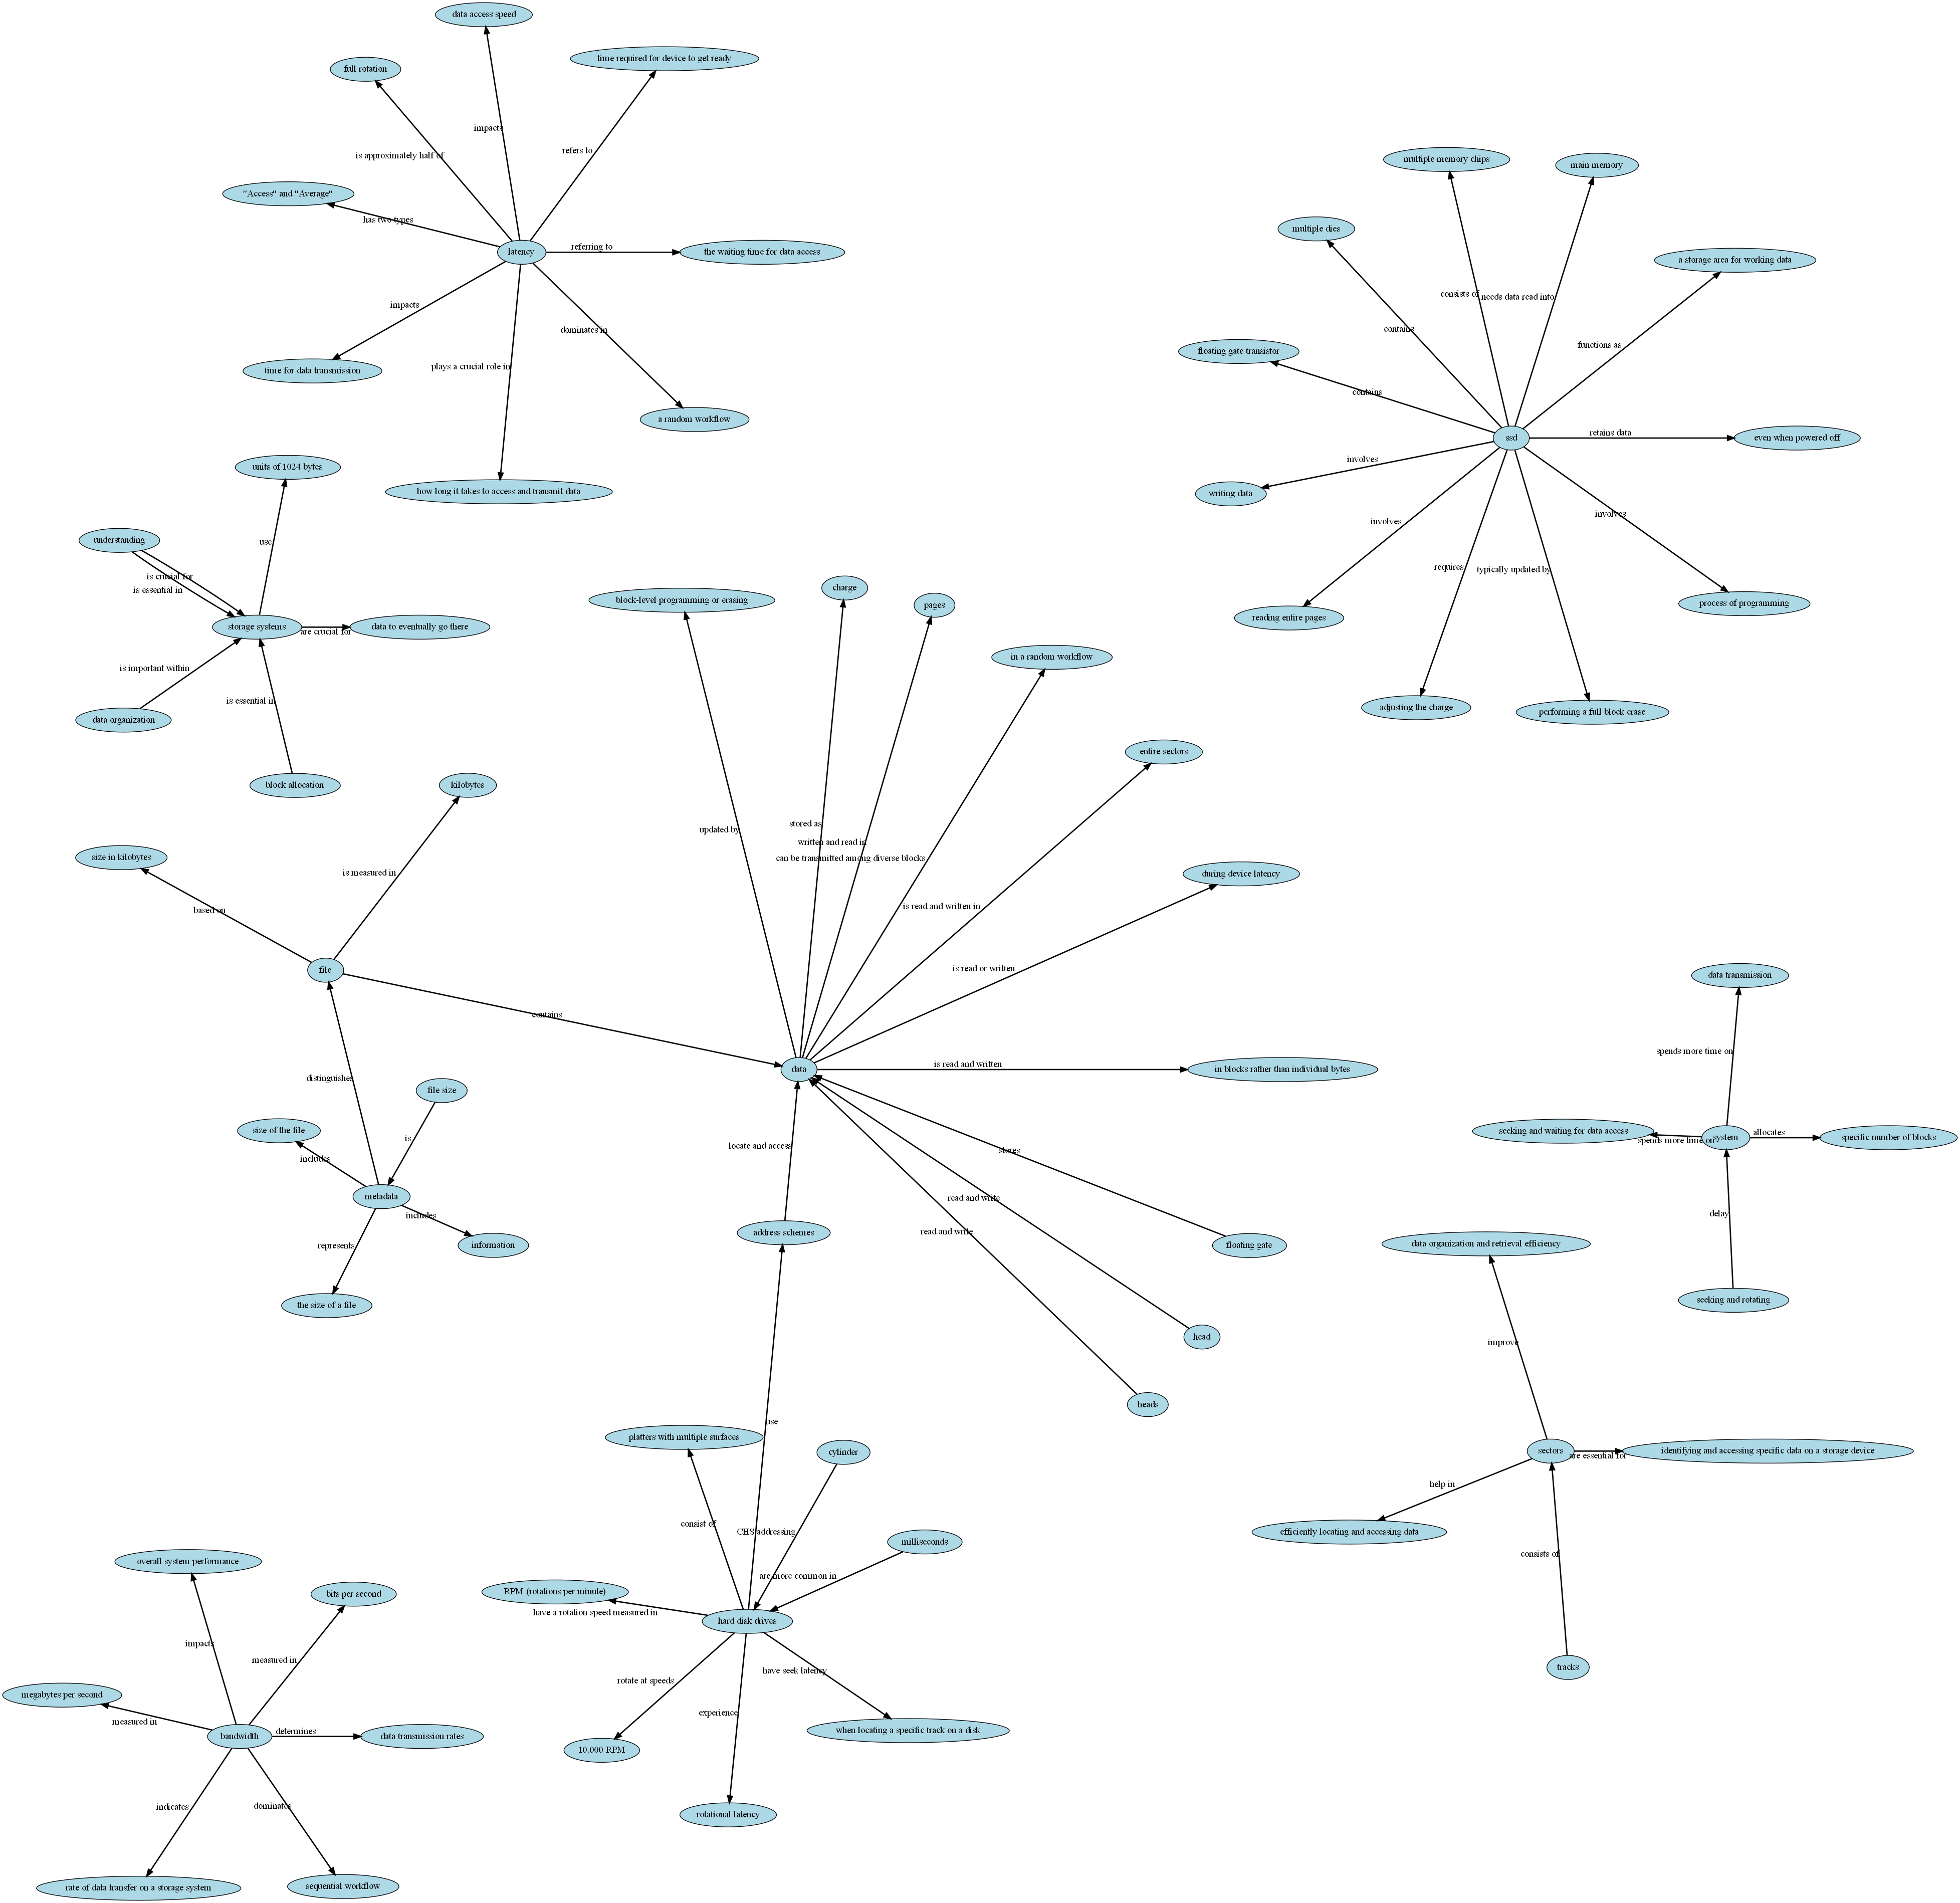 data access speed
full rotation
time required for device to get ready
impacts
is approximately half of
refers to
"Access" and "Average"
has two types
latency
referring to
the waiting time for data access
impacts
dominates in
time for data transmission
plays a crucial role in
a random workflow
how long it takes to access and transmit data
multiple memory chips
main memory
multiple dies
a storage area for working data
consists of
needs data read into
contains
functions as
floating gate transistor
contains
ssd
retains data
even when powered off
involves
writing data
involves
involves
requires
typically updated by
process of programming
reading entire pages
adjusting the charge
performing a full block erase
units of 1024 bytes
understanding
use
is crucial for
is essential in
storage systems
are crucial for
data to eventually go there
is important within
is essential in
data organization
block allocation
block-level programming or erasing
charge
pages
in a random workflow
entire sectors
updated by
stored as
written and read in
can be transmitted among diverse blocks
during device latency
is read and written in
is read or written
data
is read and written
in blocks rather than individual bytes
kilobytes
size in kilobytes
is measured in
based on
file
contains
distinguishes
file size
size of the file
is
includes
metadata
includes
represents
information
the size of a file
locate and access
stores
read and write
read and write
address schemes
floating gate
head
heads
data transmission
spends more time on
seeking and waiting for data access
spends more time on
system
allocates
specific number of blocks
delay
seeking and rotating
data organization and retrieval efficiency
improve
sectors
are essential for
identifying and accessing specific data on a storage device
help in
efficiently locating and accessing data
consists of
tracks
use
platters with multiple surfaces
cylinder
consist of
CHS addressing
milliseconds
are more common in
RPM (rotations per minute)
have a rotation speed measured in
hard disk drives
rotate at speeds
have seek latency
experience
10,000 RPM
when locating a specific track on a disk
rotational latency
overall system performance
bits per second
impacts
measured in
megabytes per second
measured in
bandwidth
determines
data transmission rates
indicates
dominates
rate of data transfer on a storage system
sequential workflow